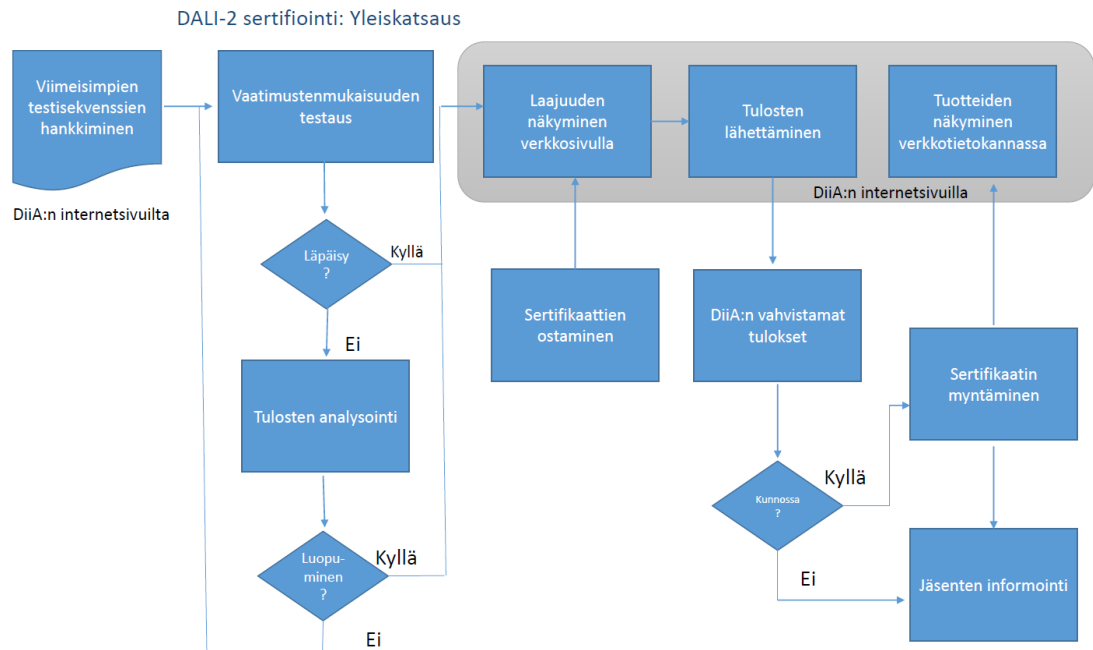 DALI-2 sertifiointi: Yleiskatsaus
Viimeisimpien
testisekvenssien
hankkiminen
DiiA:n internetsivuilta
Vaatimustenmukaisuuden
testaus
Läpäisy
?
Kyllä
Ei
Tulosten analysointi
Luopu-
minen
?
Kyllä
Ei
Laajuuden
näkyminen
verkkosivulla
Tulosten
lähettäminen
Tuotteiden
näkyminen
verkkotietokannassa
DiiA:n internetsivuilla
Sertifikaattien
ostaminen
DiiA:n vahvistamat
tulokset
Kunnossa
?
Kyllä
Ei
Sertifikaatin
myntäminen
Jäsenten informointi